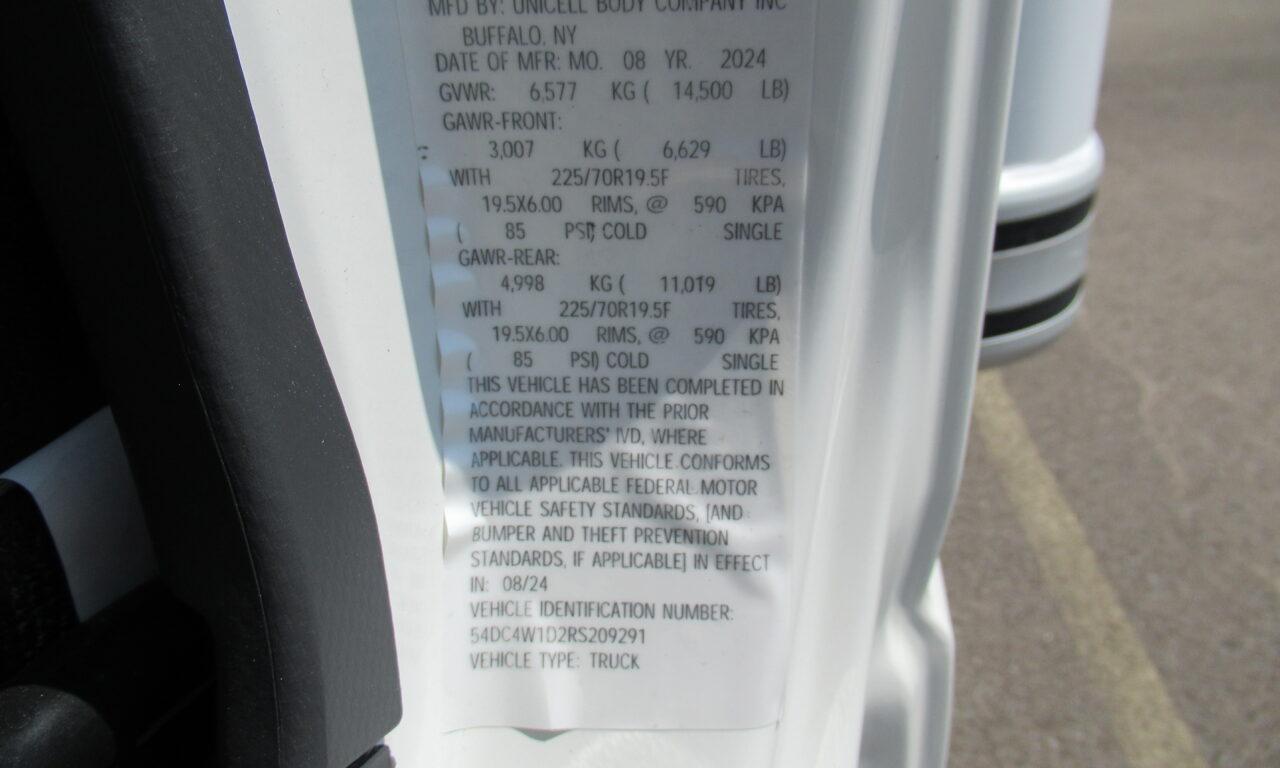 MFD BY: UNICELL BODY COMPANY INC
BUFFALO, NY
DATE OF MFR: MO. 08 YR. 2024
GVWR: 6,577 KG ( 14,500 LB)
GAWR-FRONT:
3,007 KG ( 6,629 LB)
WITH 225/70R19.5F TIRES,
19.5X6.00 RIMS, @ 590 KPA
( 85 PSI) COLD SINGLE
GAWR-REAR:
4,998 KG ( 11,019 LB)
WITH 225/70R19.5F TIRES,
19.5X6.00 RIMS, @ 590 KPA
( 85 PSI) COLD SINGLE
THIS VEHICLE HAS BEEN COMPLETED IN
ACCORDANCE WITH THE PRIOR
MANUFACTURERS' IVD, WHERE
APPLICABLE. THIS VEHICLE CONFORMS
TO ALL APPLICABLE FEDERAL MOTOR
VEHICLE SAFETY STANDARDS, [AND
BUMPER AND THEFT PREVENTION
STANDARDS, IF APPLICABLE] IN EFFECT
IN: 08/24
VEHICLE IDENTIFICATION NUMBER:
54DC4W1D2RS209291
VEHICLE TYPE: TRUCK